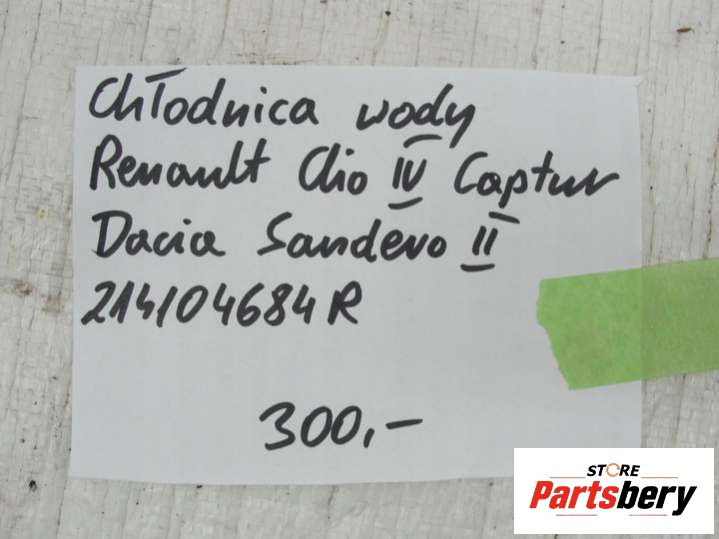 Chłodnica wody
Renault Clio IV Captur
Dacia Sandero II
214104684R
300,-
STORE
Partsbery